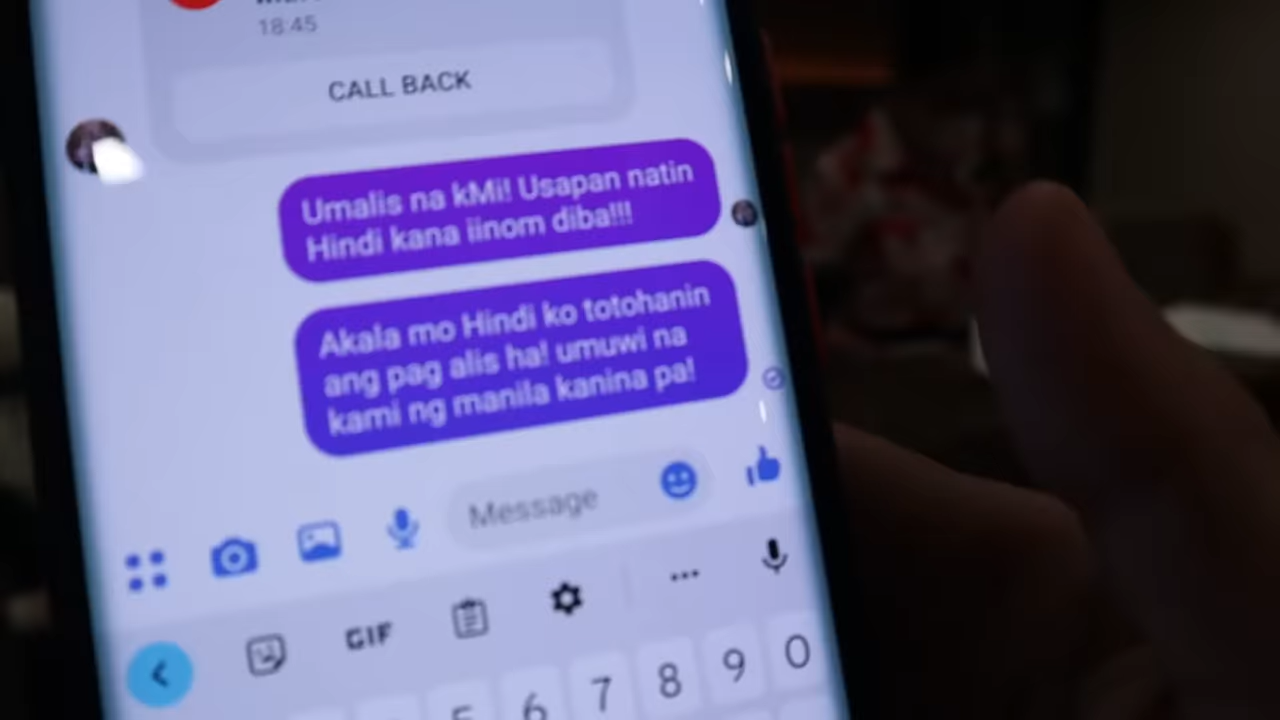 18:45
CALL BACK
Umalis na kMi! Usapan natin
Hindi kana iinom diba!!!
Akala mo Hindi ko totohanin
ang pag alis ha! umuwi na
kami ng manila kanina pa!
Message
GIF
5 6 7 8 9 0